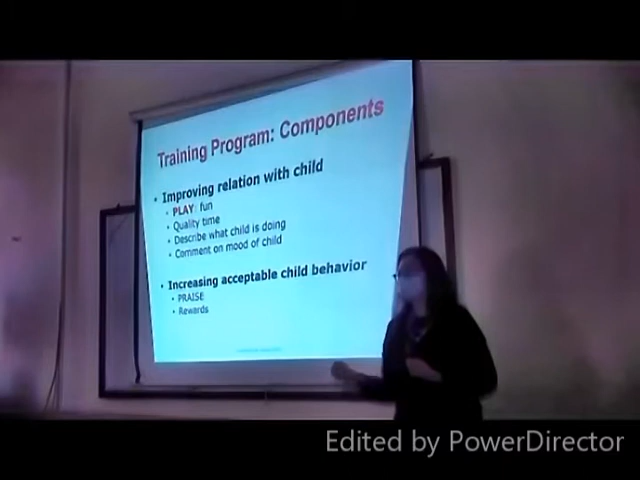 Training Program: Components
• Improving relation with child
• PLAY: fun
• Quality time
• Describe what child is doing
• Comment on mood of child
• Increasing acceptable child behavior
• PRAISE
• Rewards
Edited by PowerDirector